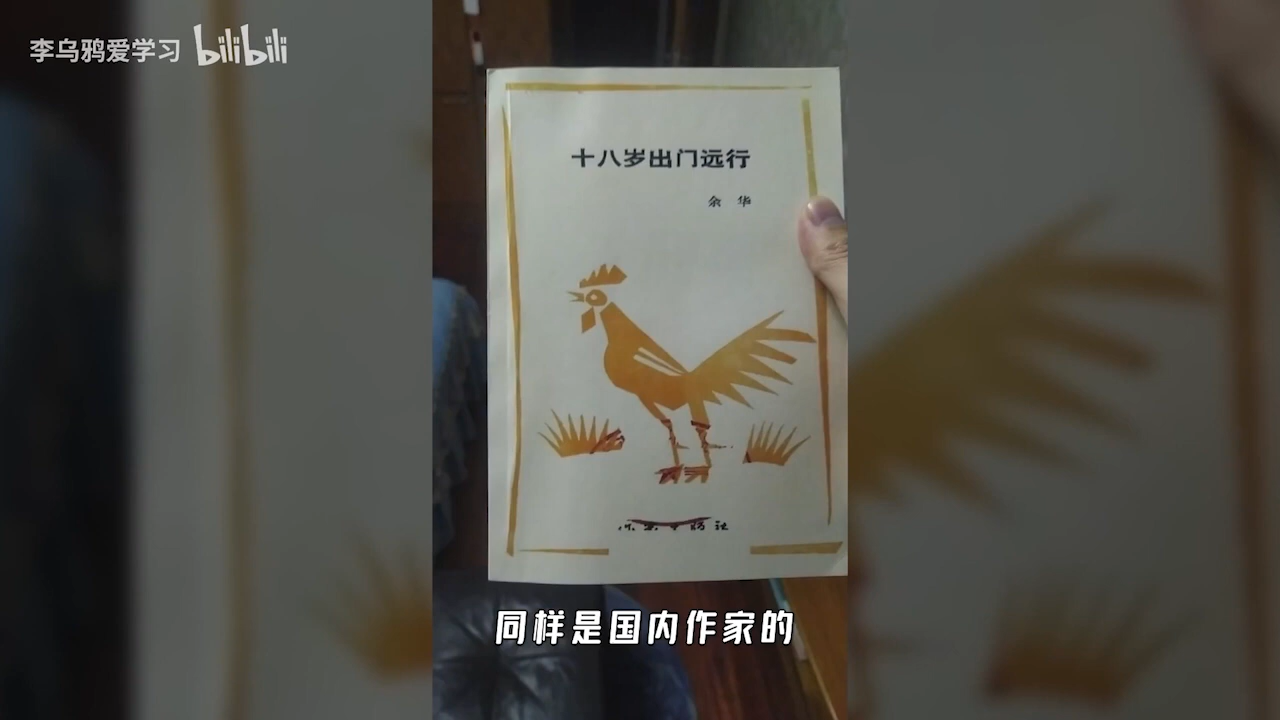 李乌鸦爱学习 bilibili
十八岁出门远行
余 华
社
同样是国内作家的